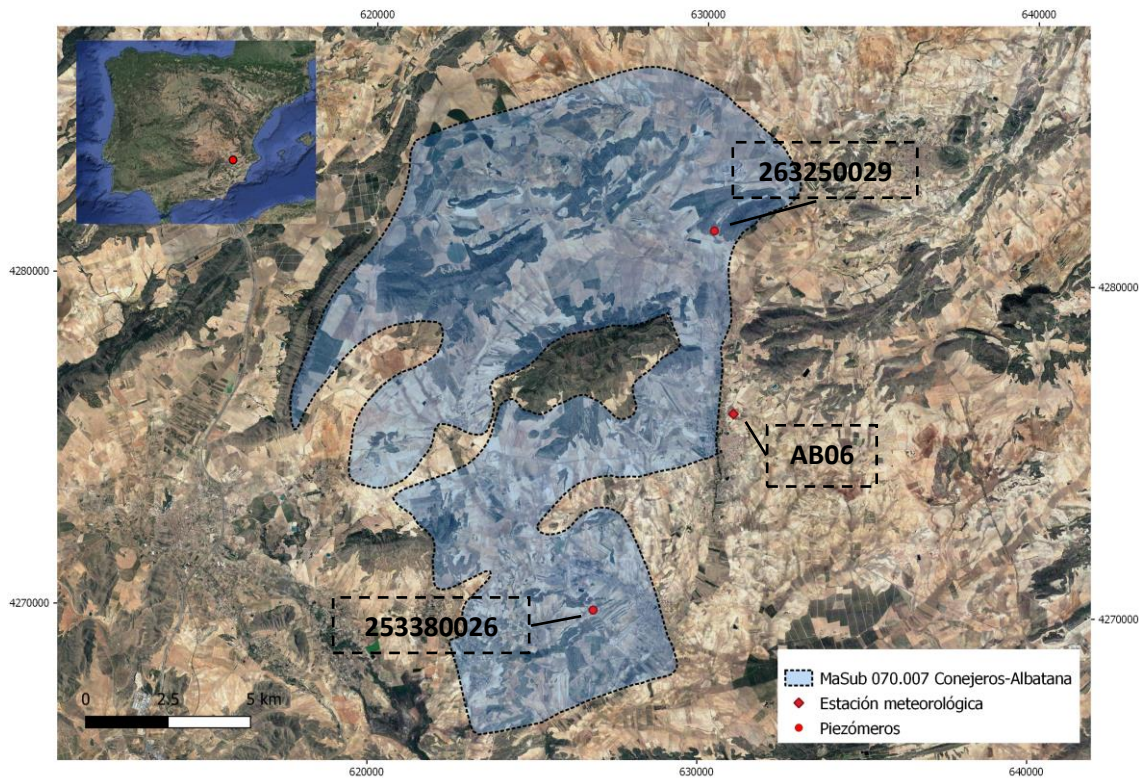 620000 630000 640000
263250029
4280000 4280000
AB06
4270000 4270000
253380026
MaSub 070.007 Conejeros-Albatana
0 2.5 5 km
Estación meteorológica
Piezómeros
620000 630000 640000